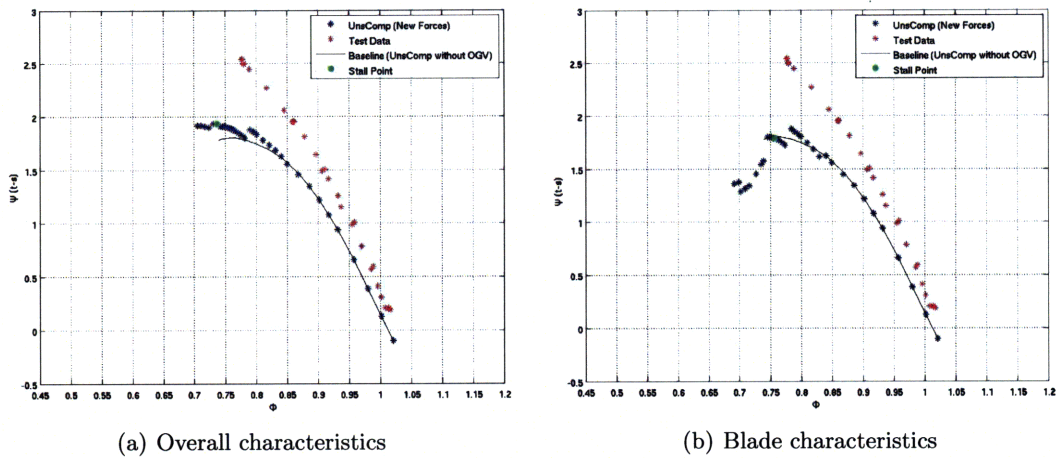 UnsComp (New Forces)
Test Data
Baseline (UnsComp without OGV)
Stall Point
3
2.5
2
1.5
1
0.5
0
-0.5
Ψ (t-s)
0.45 0.5 0.55 0.6 0.65 0.7 0.75 0.8 0.85 0.9 0.95 1 1.05 1.1 1.15 1.2
Φ
(a) Overall characteristics
UnsComp (New Forces)
Test Data
Baseline (UnsComp without OGV)
Stall Point
3
2.5
2
1.5
1
0.5
0
-0.5
Ψ (t-s)
0.45 0.5 0.55 0.6 0.65 0.7 0.75 0.8 0.85 0.9 0.95 1 1.05 1.1 1.15 1.2
Φ
(b) Blade characteristics